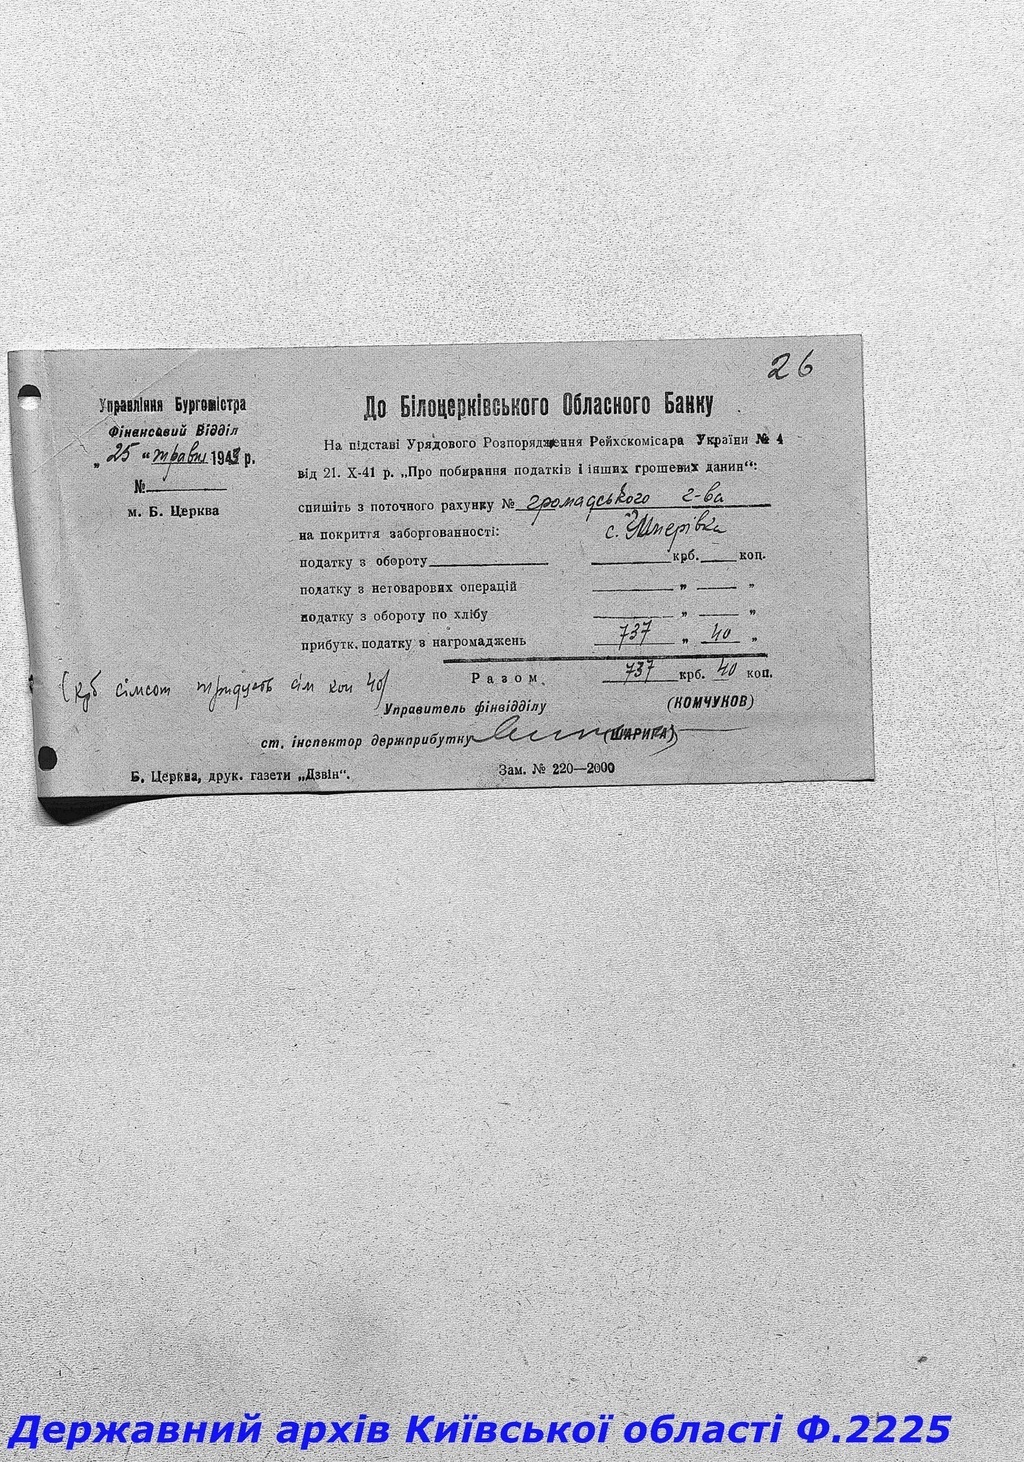 26
Управління Бургомістра
Фінансовий Відділ
„25“ травня 1943 р.
№
м. Б. Церква
До Білоцерківського Обласного Банку
На підставі Урядового Розпорядження Рейхскомісара України № 4
від 21. X-41 р. „Про побирання податків і інших грошевих данин“:
спишіть з поточного рахунку № громадського г-ва
на покриття заборгованності: с.
податку з обороту крб. коп.
податку з нетоварових операцій „ „
податку з обороту по хлібу „ „
прибутк. податку з нагромаджень 737 „ 40 „
Разом 737 крб. 40 коп.
(крб сімсот тридцять сім коп 40)
Управитель фінвідділу (КОМЧУКОВ)
ст. інспектор держприбутку (ШАРИГА)
Б. Церква, друк. газети „Дзвін“. Зам. № 220—2000
Державний архів Київської області Ф.2225